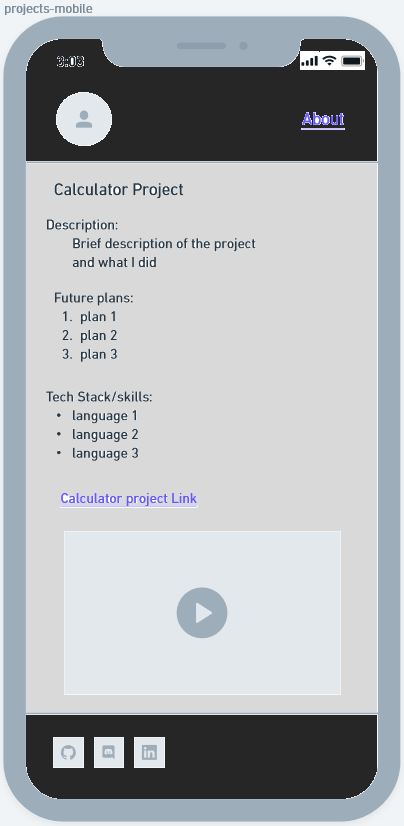 projects-mobile
3:03
About
Calculator Project
Description:
Brief description of the project
and what I did
Future plans:
1. plan 1
2. plan 2
3. plan 3
Tech Stack/skills:
• language 1
• language 2
• language 3
Calculator project Link